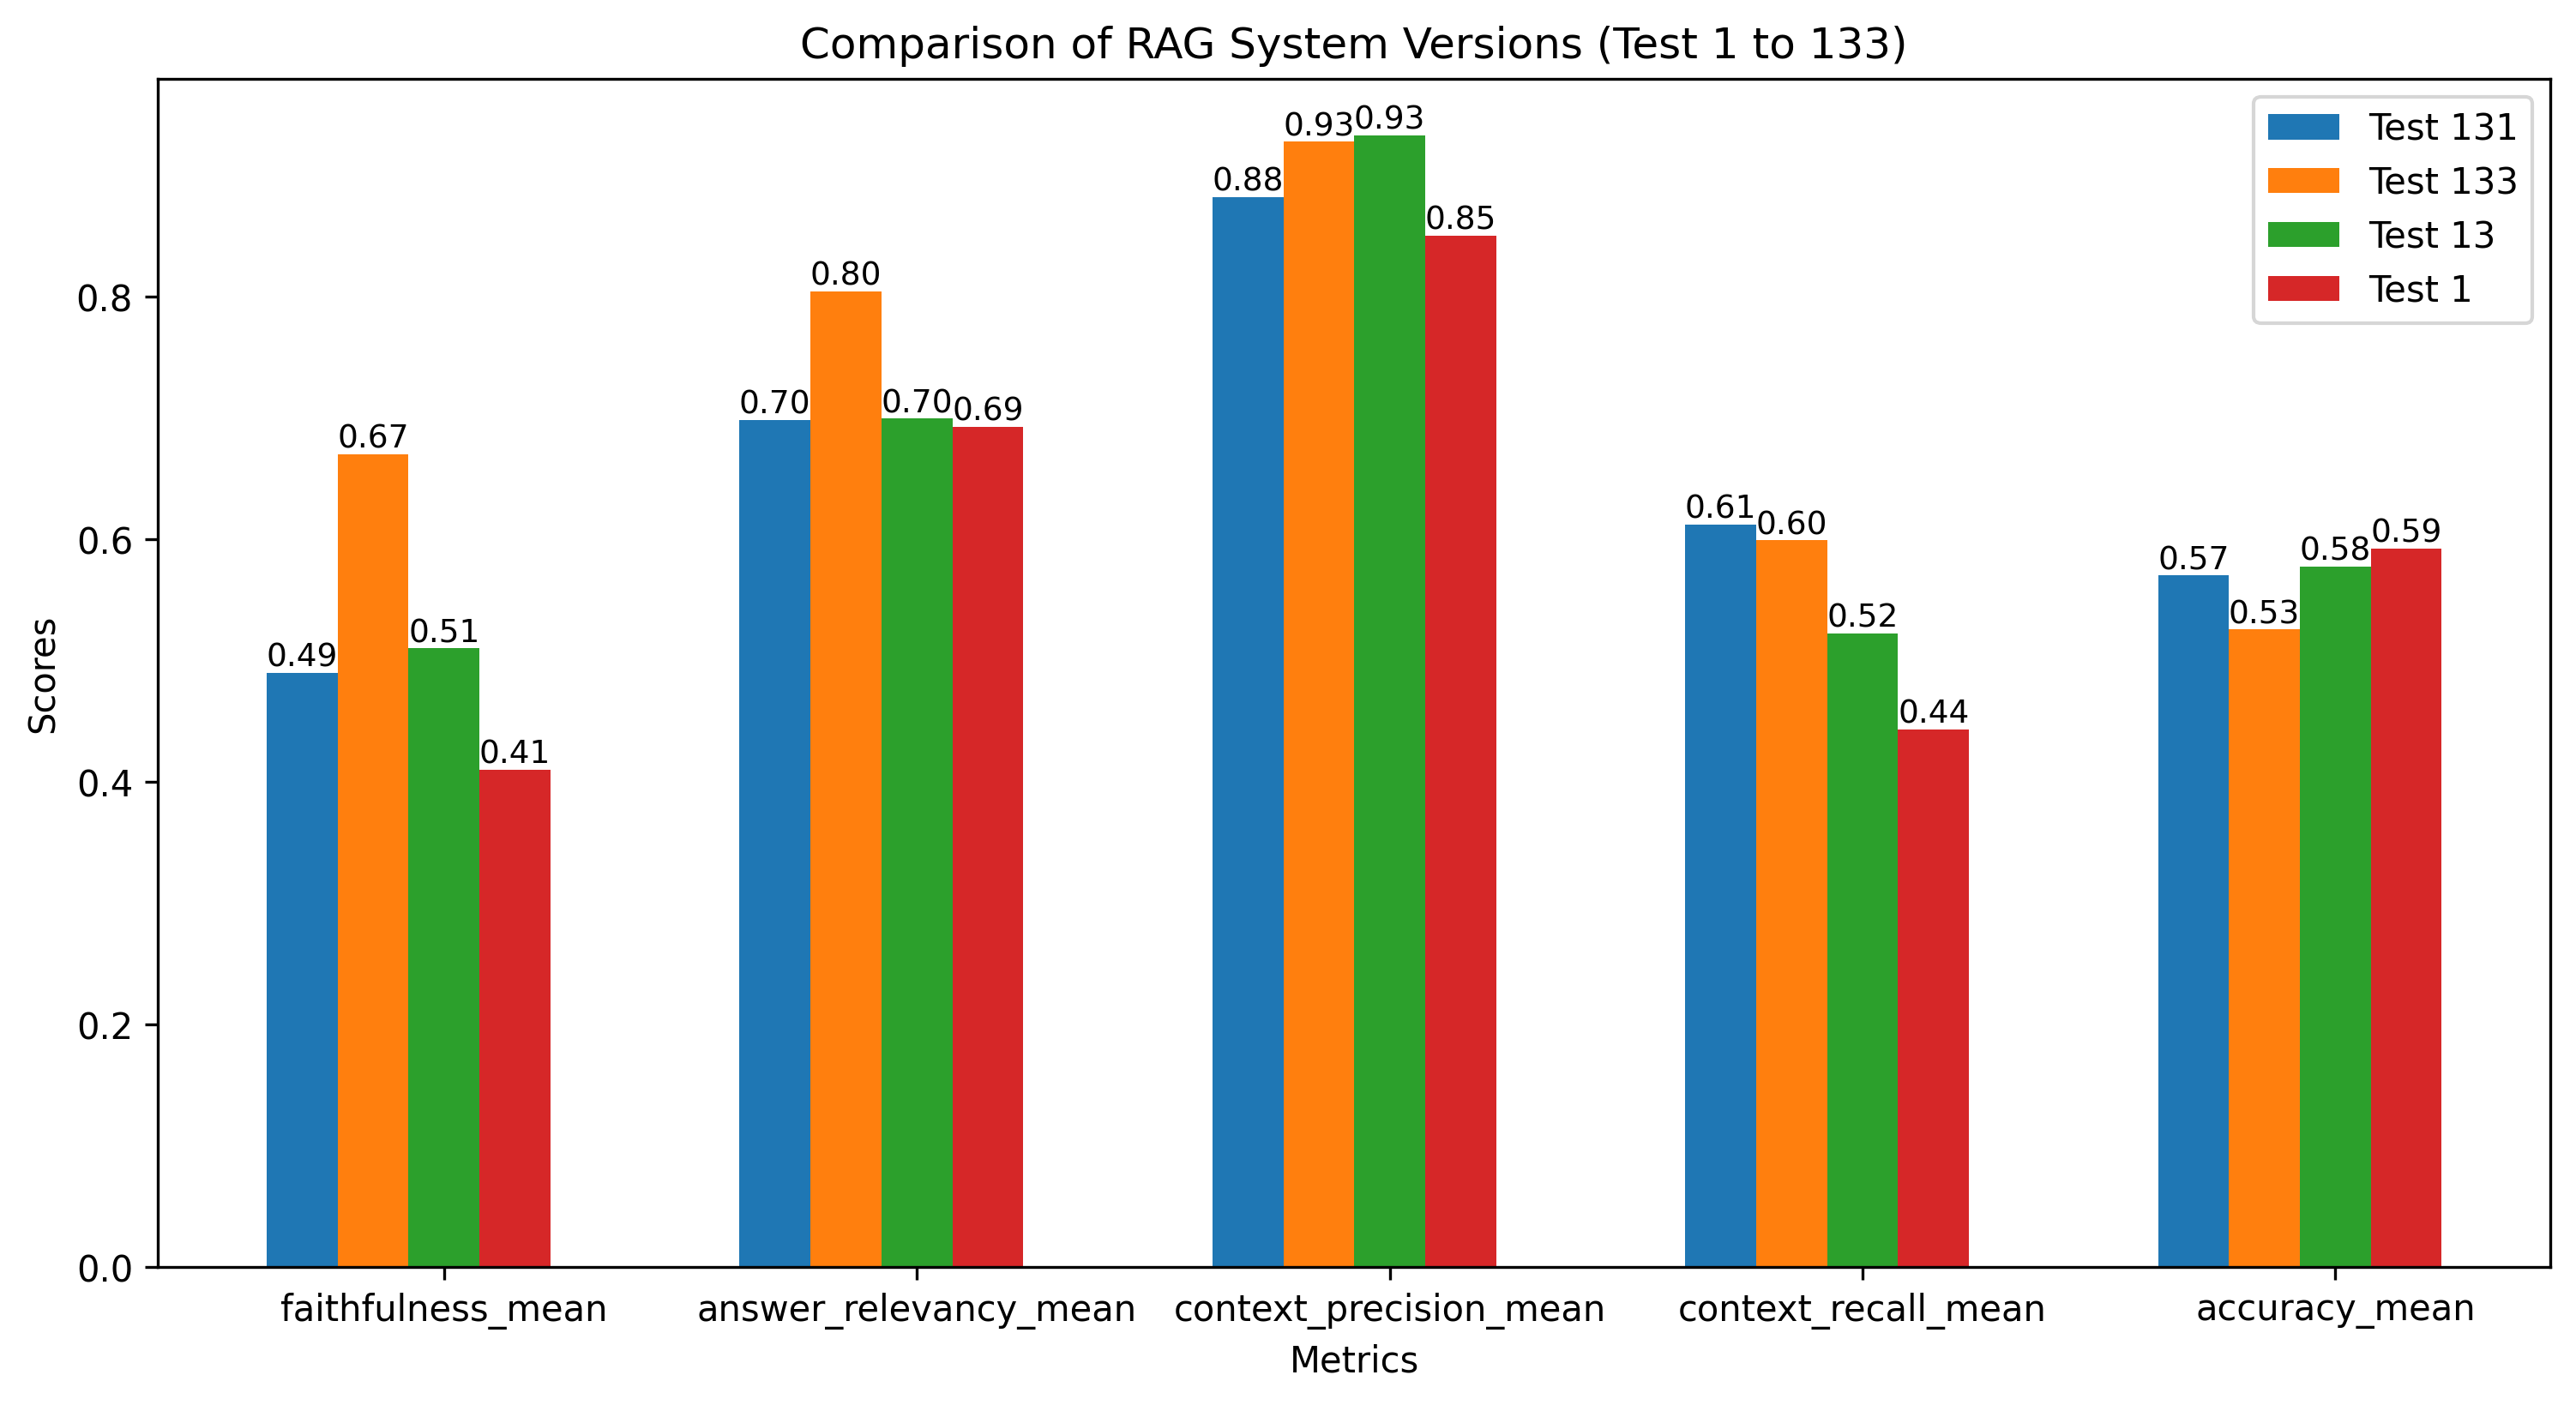 Comparison of RAG System Versions (Test 1 to 133)
Test 131
Test 133
Test 13
Test 1
Scores
0.8
0.6
0.4
0.2
0.0
0.49
0.67
0.51
0.41
0.70
0.80
0.70
0.69
0.88
0.93
0.93
0.85
0.61
0.60
0.52
0.44
0.57
0.53
0.58
0.59
faithfulness_mean
answer_relevancy_mean
context_precision_mean
context_recall_mean
accuracy_mean
Metrics